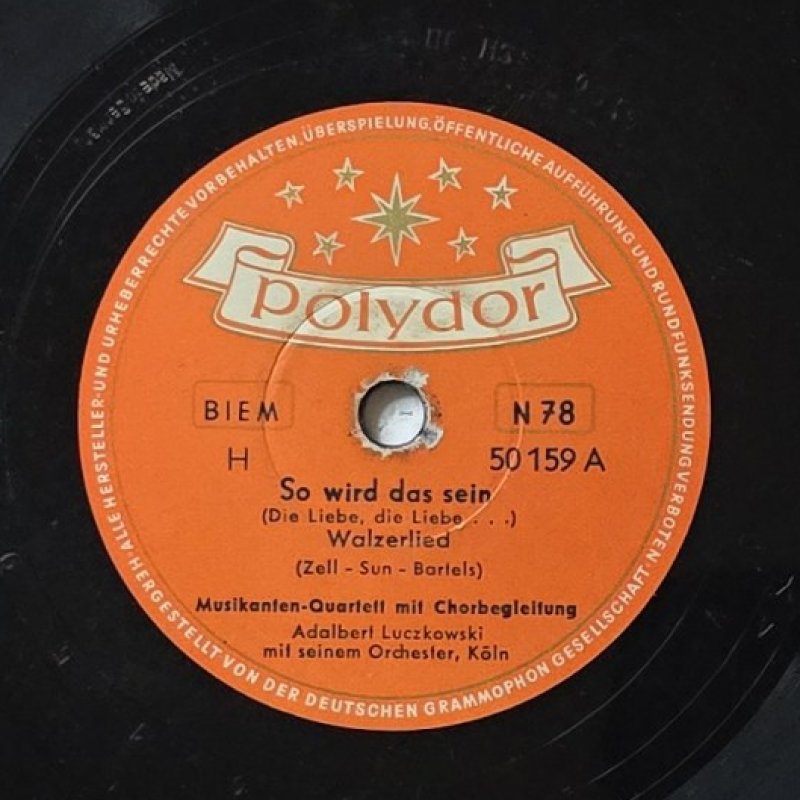 polydor
BIEM
N 78
H
50 159 A
So wird das sein
(Die Liebe, die Liebe . . .)
Walzerlied
(Zell - Sun - Bartels)
Musikanten-Quartett mit Chorbegleitung
Adalbert Luczkowski
mit seinem Orchester, Köln
ALLE HERSTELLER- UND URHEBERRECHTE VORBEHALTEN. ÜBERSPIELUNG, ÖFFENTLICHE AUFFÜHRUNG UND RUNDFUNKSENDUNG VERBOTEN ·
HERGESTELLT VON DER DEUTSCHEN GRAMMOPHON GESELLSCHAFT ·